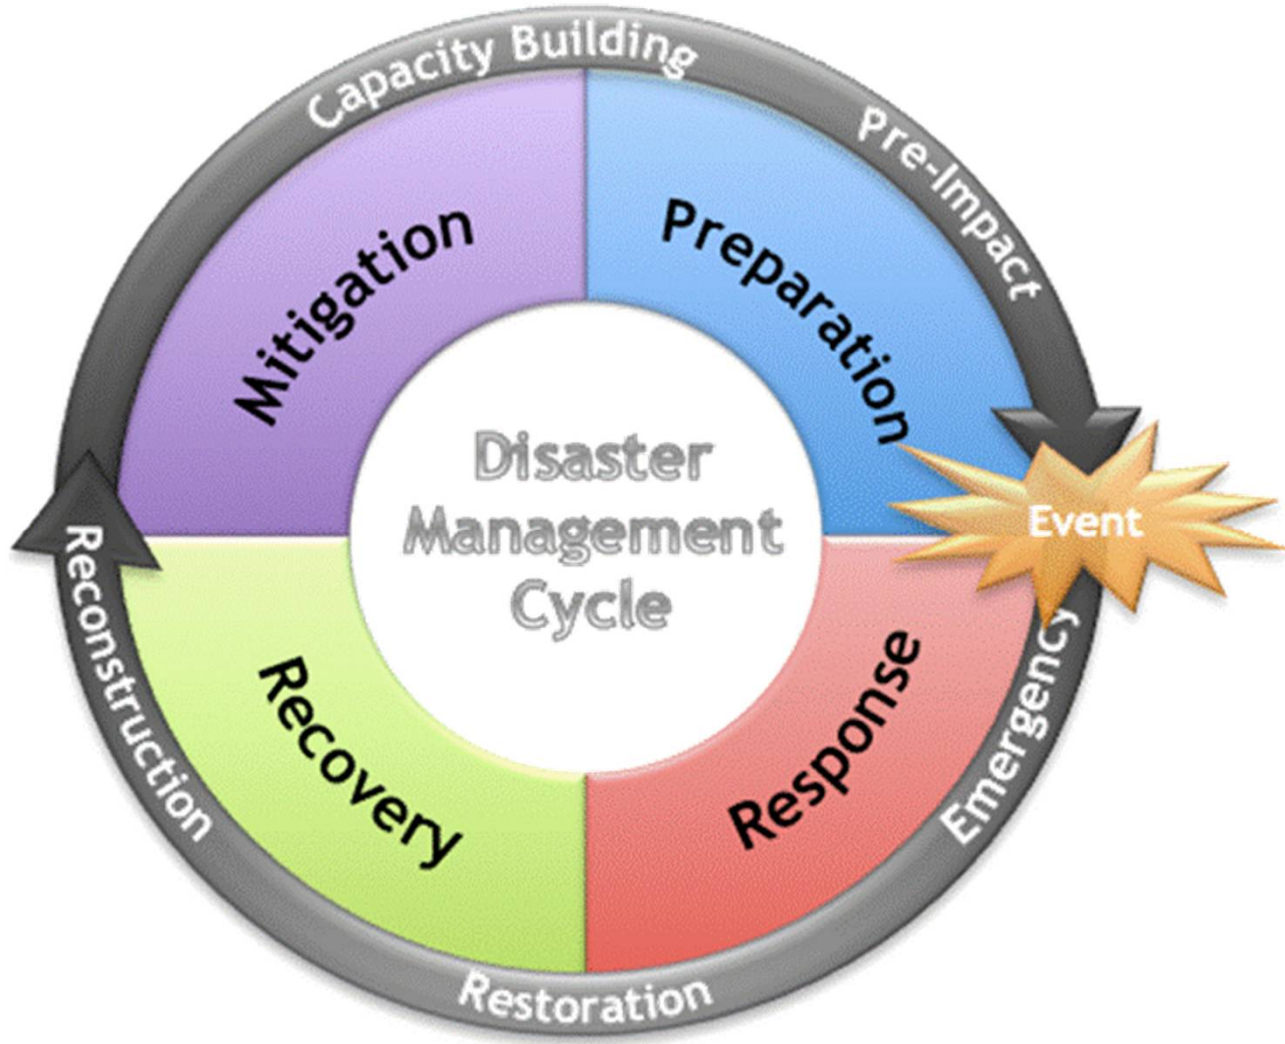 Capacity Building
Pre-Impact
Mitigation
Preparation
Disaster
Management
Cycle
Event
Reconstruction
Recovery
Response
Emergency
Restoration